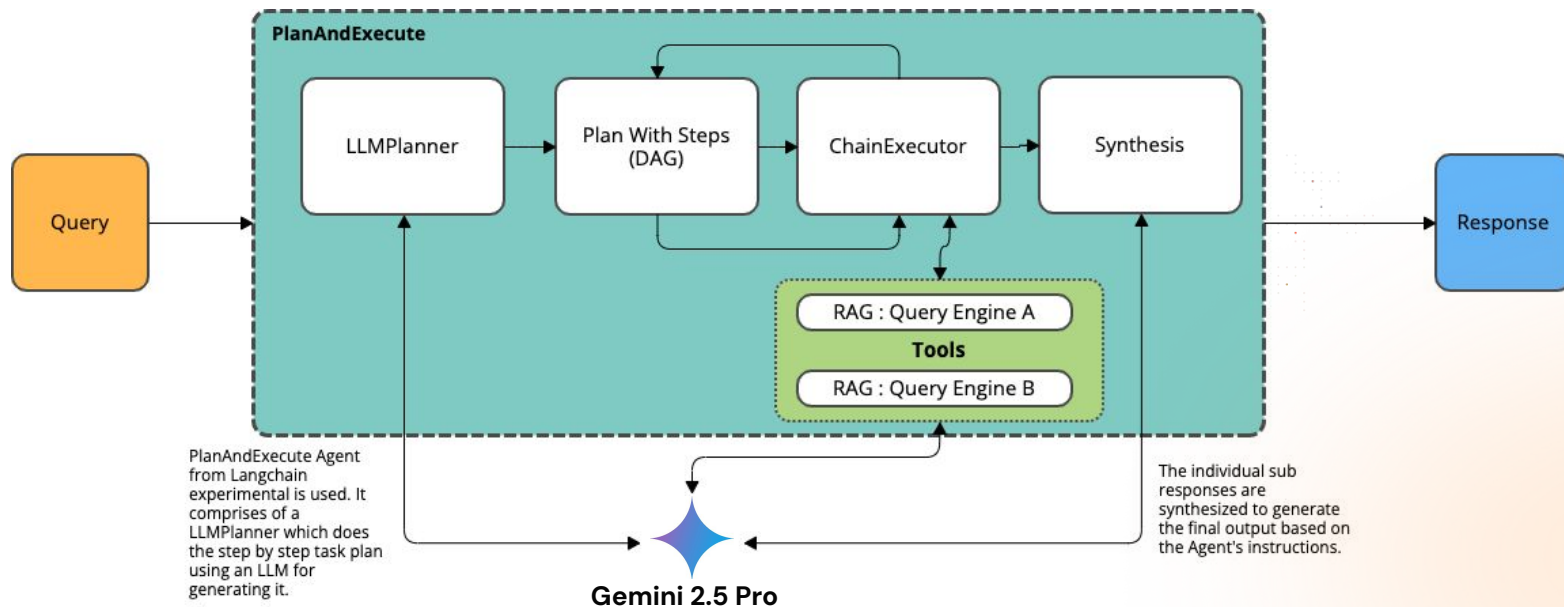 PlanAndExecute
LLMPlanner
Plan With Steps
(DAG)
ChainExecutor
Synthesis
Query
Response
RAG : Query Engine A
Tools
RAG : Query Engine B
PlanAndExecute Agent
from Langchain
experimental is used. It
comprises of a
LLMPlanner which does
the step by step task plan
using an LLM for
generating it.
The individual sub
responses are
synthesized to generate
the final output based on
the Agent's instructions.
Gemini 2.5 Pro